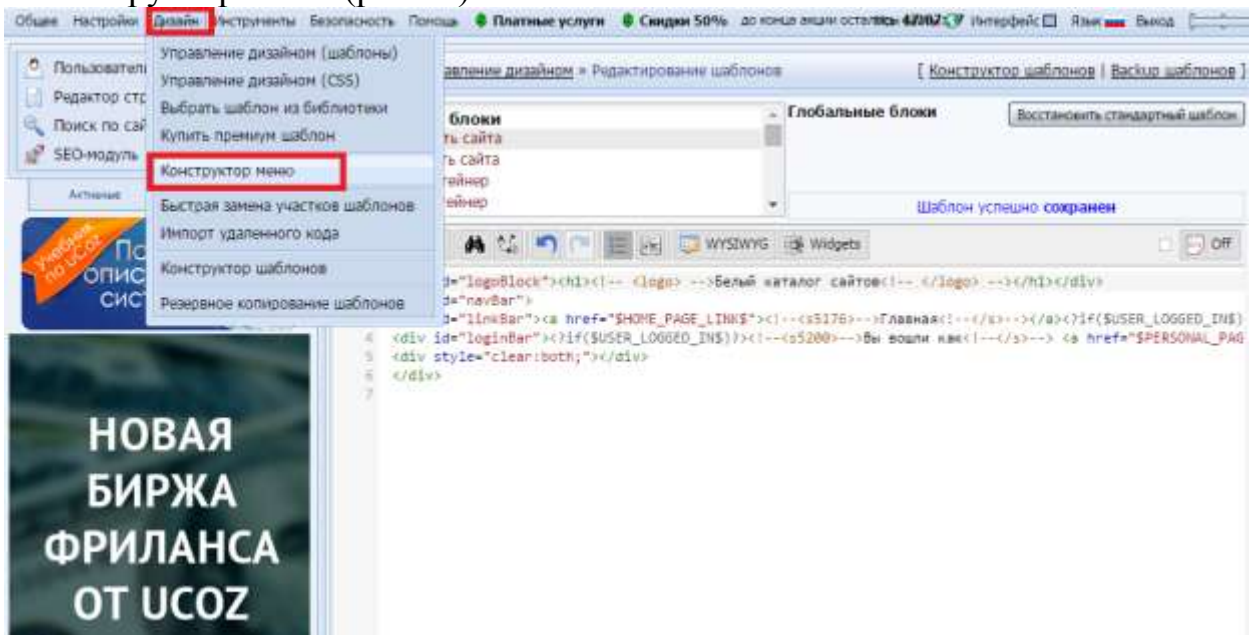 Общее Настройки Дизайн Инструменты Безопасность Помощь Платные услуги Скидки 50% до конца акции остались Интерфейс Язык Выход
Управление дизайном (шаблоны)
Управление дизайном (CSS)
Выбрать шаблон из библиотеки
Купить премиум шаблон
Конструктор меню
Быстрая замена участков шаблонов
Импорт удаленного кода
Конструктор шаблонов
Резервное копирование шаблонов
Пользовател
Редактор стр
Поиск по сай
SEO-модуль
Активные
авление дизайном » Редактирование шаблонов [ Конструктор шаблонов | Backup шаблонов ]
блоки
ть сайта
ть сайта
тейнер
тейнер
Глобальные блоки
Восстановить стандартный шаблон
Шаблон успешно сохранен
WYSIWYG Widgets Off
d="logoBlock"><h1><!-- <logo> -->Белый каталог сайтов<!-- </logo> --></h1></div>
d="navBar">
d="linkBar"><a href="$HOME_PAGE_LINK$"><!--<s5176>-->Главная<!--</s>--></a><?if($USER_LOGGED_IN$)
4 <div id="loginBar"><?if($USER_LOGGED_IN$)?><!--<s5200>-->Вы вошли как<!--</s>--> <a href="$PERSONAL_PAG
5 <div style="clear:both;"></div>
6 </div>
7
Учебник
по uCoz
По
опис
сис
НОВАЯ
БИРЖА
ФРИЛАНСА
ОТ UCOZ